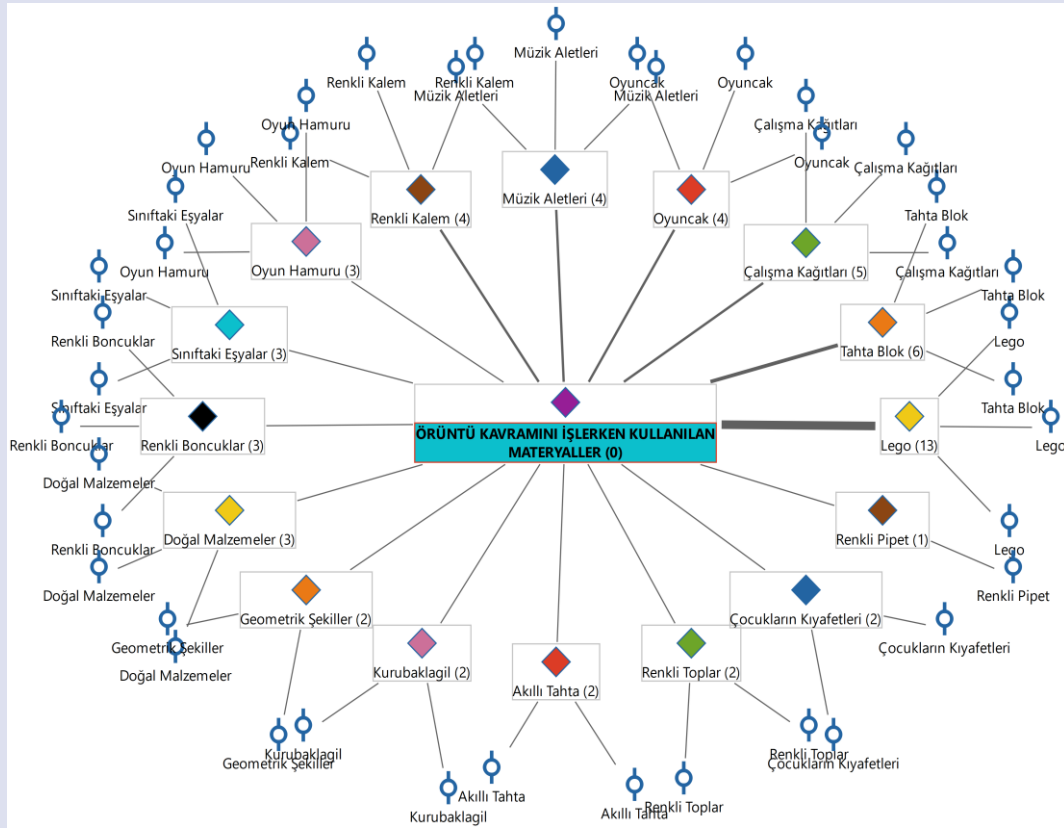 Müzik Aletleri
Renkli Kalem
Renkli Kalem
Oyuncak
Oyuncak
Müzik Aletleri
Müzik Aletleri
Oyun Hamuru
Çalışma Kağıtları
Renkli Kalem
Oyuncak
Oyun Hamuru
Çalışma Kağıtları
Müzik Aletleri (4)
Sınıftaki Eşyalar
Renkli Kalem (4)
Oyuncak (4)
Tahta Blok
Oyun Hamuru
Oyun Hamuru (3)
Çalışma Kağıtları (5)
Çalışma Kağıtları
Sınıftaki Eşyalar
Tahta Blok
Renkli Boncuklar
Sınıftaki Eşyalar (3)
Tahta Blok (6)
Lego
Sınıftaki Eşyalar
Tahta Blok
Renkli Boncuklar
Renkli Boncuklar (3)
ÖRÜNTÜ KAVRAMINI İŞLERKEN KULLANILAN
MATERYALLER (0)
Lego (13)
Lego
Doğal Malzemeler
Renkli Boncuklar
Doğal Malzemeler (3)
Renkli Pipet (1)
Lego
Doğal Malzemeler
Renkli Pipet
Geometrik Şekiller (2)
Çocukların Kıyafetleri (2)
Geometrik Şekiller
Çocukların Kıyafetleri
Doğal Malzemeler
Kurubaklagil (2)
Akıllı Tahta (2)
Renkli Toplar (2)
Kurubaklagil
Geometrik Şekiller
Renkli Toplar
Çocukların Kıyafetleri
Akıllı Tahta
Kurubaklagil
Akıllı Tahta
Renkli Toplar